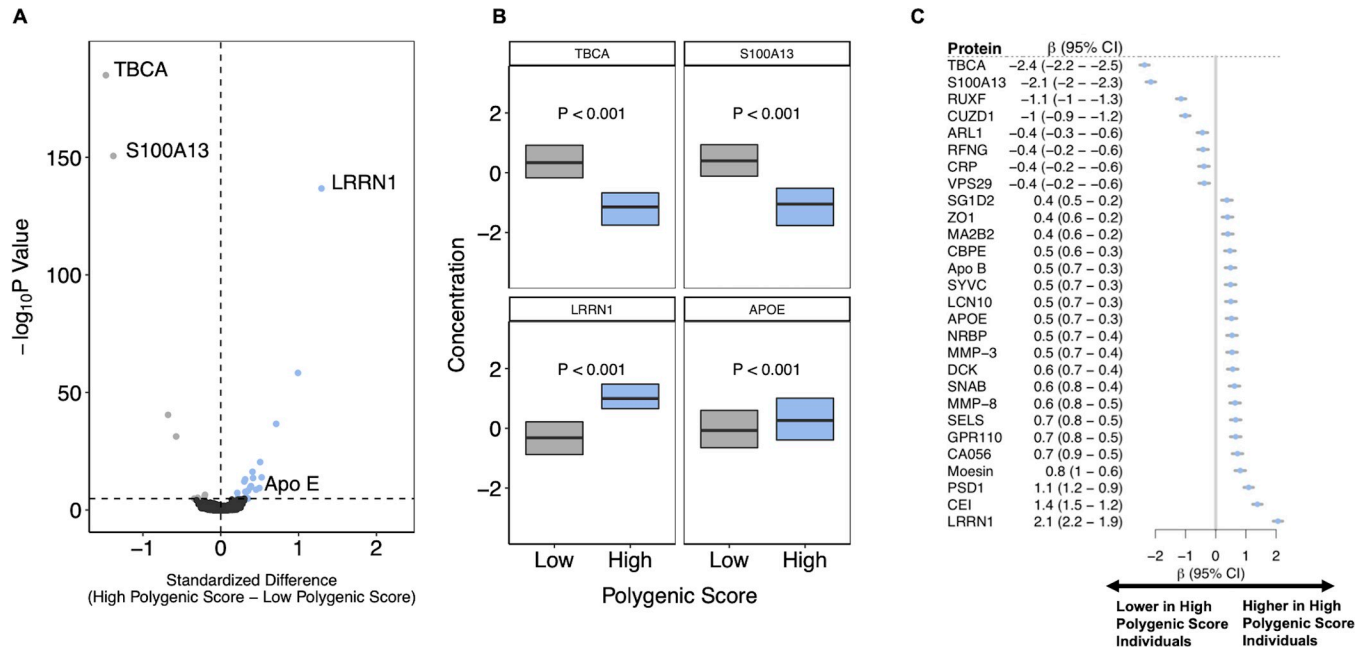 A
TBCA
S100A13
LRRN1
Apo E
150
100
50
0
−log10P Value
−1 0 1 2
Standardized Difference
(High Polygenic Score − Low Polygenic Score)
B
TBCA S100A13
P < 0.001 P < 0.001
2
0
−2
LRRN1 APOE
P < 0.001 P < 0.001
2
0
−2
Concentration
Low High Low High
Polygenic Score
C
Protein β (95% CI)
TBCA −2.4 (−2.2 − −2.5)
S100A13 −2.1 (−2 − −2.3)
RUXF −1.1 (−1 − −1.3)
CUZD1 −1 (−0.9 − −1.2)
ARL1 −0.4 (−0.3 − −0.6)
RFNG −0.4 (−0.2 − −0.6)
CRP −0.4 (−0.2 − −0.6)
VPS29 −0.4 (−0.2 − −0.6)
SG1D2 0.4 (0.5 − 0.2)
ZO1 0.4 (0.6 − 0.2)
MA2B2 0.4 (0.6 − 0.2)
CBPE 0.5 (0.6 − 0.3)
Apo B 0.5 (0.7 − 0.3)
SYVC 0.5 (0.7 − 0.3)
LCN10 0.5 (0.7 − 0.3)
APOE 0.5 (0.7 − 0.3)
NRBP 0.5 (0.7 − 0.4)
MMP−3 0.5 (0.7 − 0.4)
DCK 0.6 (0.7 − 0.4)
SNAB 0.6 (0.8 − 0.4)
MMP−8 0.6 (0.8 − 0.5)
SELS 0.7 (0.8 − 0.5)
GPR110 0.7 (0.8 − 0.5)
CA056 0.7 (0.9 − 0.5)
Moesin 0.8 (1 − 0.6)
PSD1 1.1 (1.2 − 0.9)
CEI 1.4 (1.5 − 1.2)
LRRN1 2.1 (2.2 − 1.9)
−2 −1 0 1 2
β (95% CI)
Lower in High Higher in High
Polygenic Score Polygenic Score
Individuals Individuals